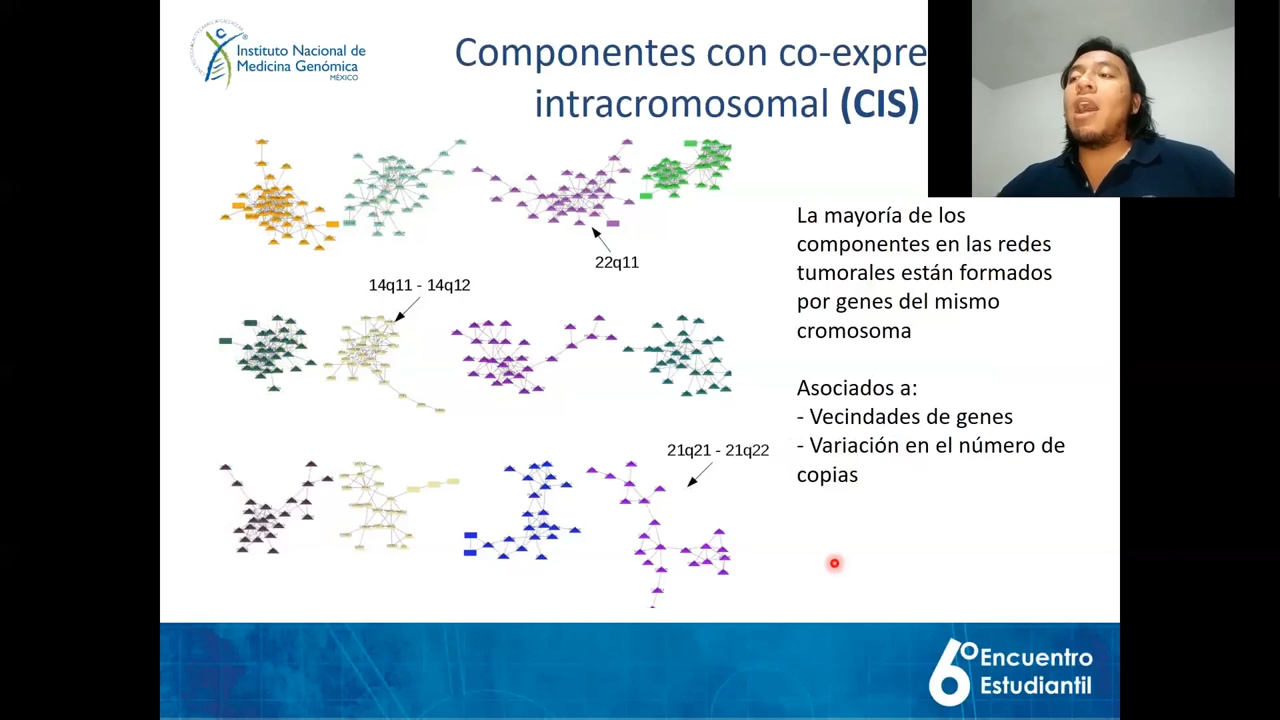 Instituto Nacional de
Medicina Genómica
MÉXICO
Componentes con co-expre
intracromosomal (CIS)
22q11
14q11 - 14q12
21q21 - 21q22
La mayoría de los
componentes en las redes
tumorales están formados
por genes del mismo
cromosoma
Asociados a:
- Vecindades de genes
- Variación en el número de
copias
6º Encuentro
Estudiantil